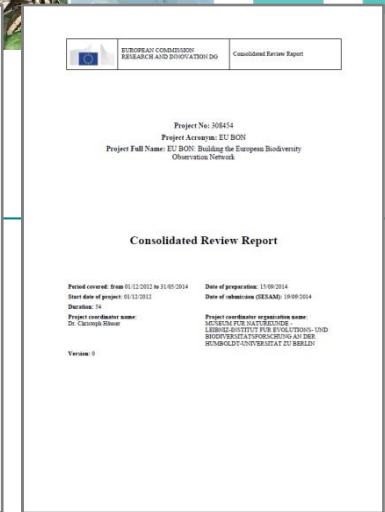 EUROPEAN COMMISSION
RESEARCH AND INNOVATION DG
Consolidated Review Report
Project No: 308454
Project Acronym: EU BON
Project Full Name: EU BON: Building the European Biodiversity
Observation Network
Consolidated Review Report
Period covered: from 01/12/2012 to 31/05/2014
Date of preparation: 15/09/2014
Start date of project: 01/12/2012
Date of submission (SESAM): 19/09/2014
Duration: 54
Project coordinator name:
Dr. Christoph Häuser
Project coordinator organisation name:
MUSEUM FUR NATURKUNDE -
LEIBNIZ-INSTITUT FUR EVOLUTIONS- UND
BIODIVERSITATSFORSCHUNG AN DER
HUMBOLDT-UNIVERSITAT ZU BERLIN
Version: 0